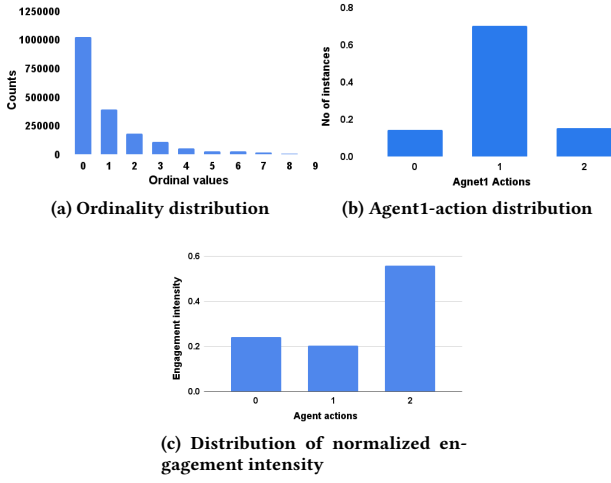 1250000
1000000
750000
500000
250000
0
Counts
0 1 2 3 4 5 6 7 8 9
Ordinal values
(a) Ordinality distribution
0.8
0.6
0.4
0.2
0.0
No of instances
0 1 2
Agnet1 Actions
(b) Agent1-action distribution
0.6
0.4
0.2
0.0
Engagement intensity
0 1 2
Agent actions
(c) Distribution of normalized en-
gagement intensity